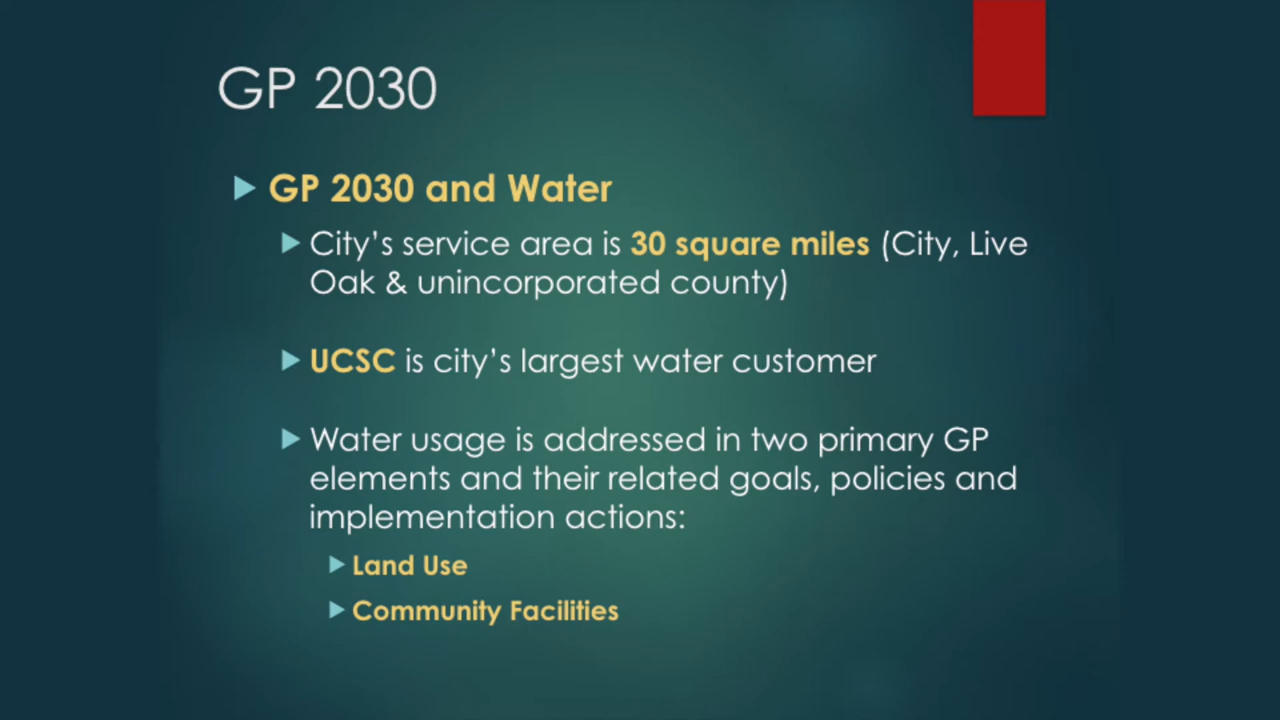 GP 2030
GP 2030 and Water
City’s service area is 30 square miles (City, Live
Oak & unincorporated county)
UCSC is city’s largest water customer
Water usage is addressed in two primary GP
elements and their related goals, policies and
implementation actions:
Land Use
Community Facilities